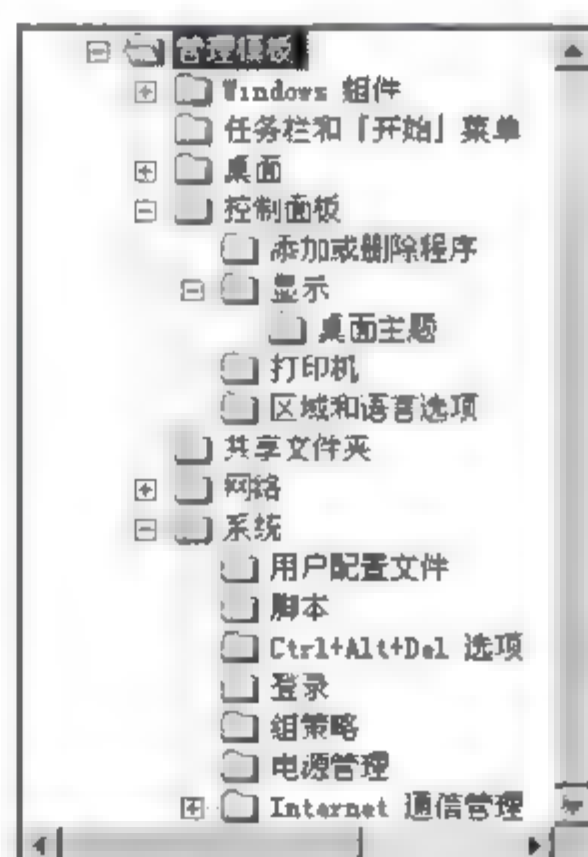 管理模板
Windows 组件
任务栏和「开始」菜单
桌面
控制面板
添加或删除程序
显示
桌面主题
打印机
区域和语言选项
共享文件夹
网络
系统
用户配置文件
脚本
Ctrl+Alt+Del 选项
登录
组策略
电源管理
Internet 通信管理